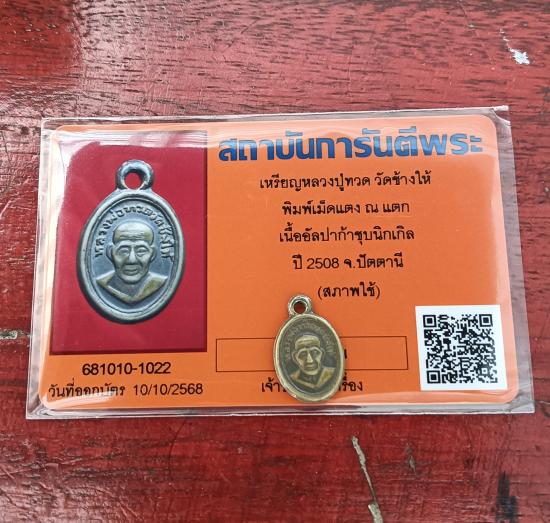 สถาบันการันตีพระ
เหรียญหลวงปู่ทวด วัดช้างให้
พิมพ์เม็ดแตง ณ แตก
เนื้ออัลปาก้าชุบนิกเกิล
ปี 2508 จ.ปัตตานี
(สภาพใช้)
681010-1022
วันที่ออกบัตร 10/10/2568